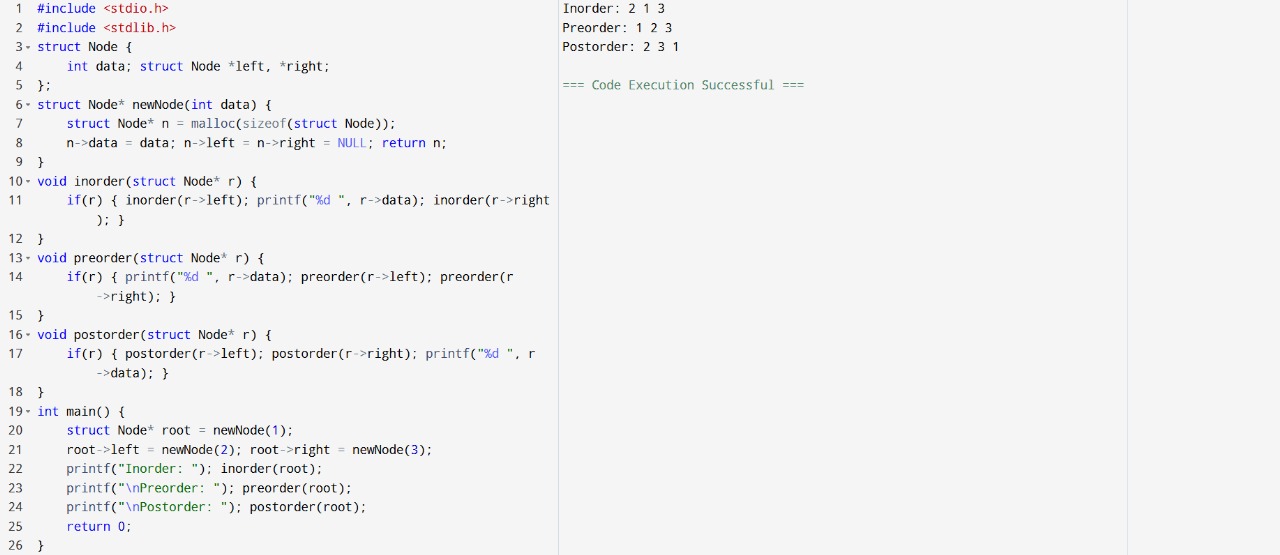 1 #include <stdio.h>
2 #include <stdlib.h>
3 struct Node {
4 int data; struct Node *left, *right;
5 };
6 struct Node* newNode(int data) {
7 struct Node* n = malloc(sizeof(struct Node));
8 n->data = data; n->left = n->right = NULL; return n;
9 }
10 void inorder(struct Node* r) {
11 if(r) { inorder(r->left); printf("%d ", r->data); inorder(r->right
); }
12 }
13 void preorder(struct Node* r) {
14 if(r) { printf("%d ", r->data); preorder(r->left); preorder(r
->right); }
15 }
16 void postorder(struct Node* r) {
17 if(r) { postorder(r->left); postorder(r->right); printf("%d ", r
->data); }
18 }
19 int main() {
20 struct Node* root = newNode(1);
21 root->left = newNode(2); root->right = newNode(3);
22 printf("Inorder: "); inorder(root);
23 printf("\nPreorder: "); preorder(root);
24 printf("\nPostorder: "); postorder(root);
25 return 0;
26 }
Inorder: 2 1 3
Preorder: 1 2 3
Postorder: 2 3 1
=== Code Execution Successful ===